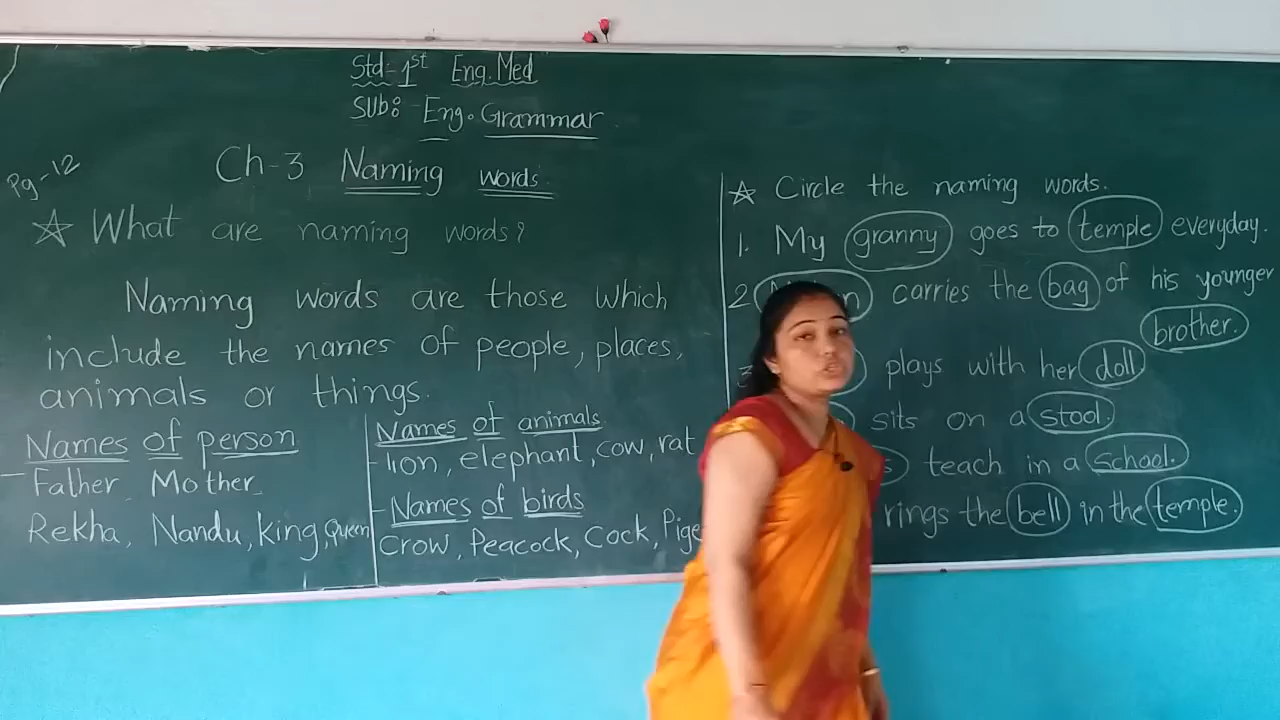 Std:- 1st Eng. Med
Sub:- Eng. Grammar
Pg-12
Ch-3 Naming words.
☆ What are naming words?
Naming words are those which
include the names of people, places,
animals or things.
Names of person
- Father Mother
Rekha, Nandu, king, Queen
Names of animals
- lion, elephant, cow, rat
- Names of birds
Crow, Peacock, Cock,
☆ Circle the naming words.
1. My granny goes to temple everyday.
2 carries the bag of his younger
brother.
3 plays with her doll
sits on a stool.
teach in a school.
rings the bell in the temple.